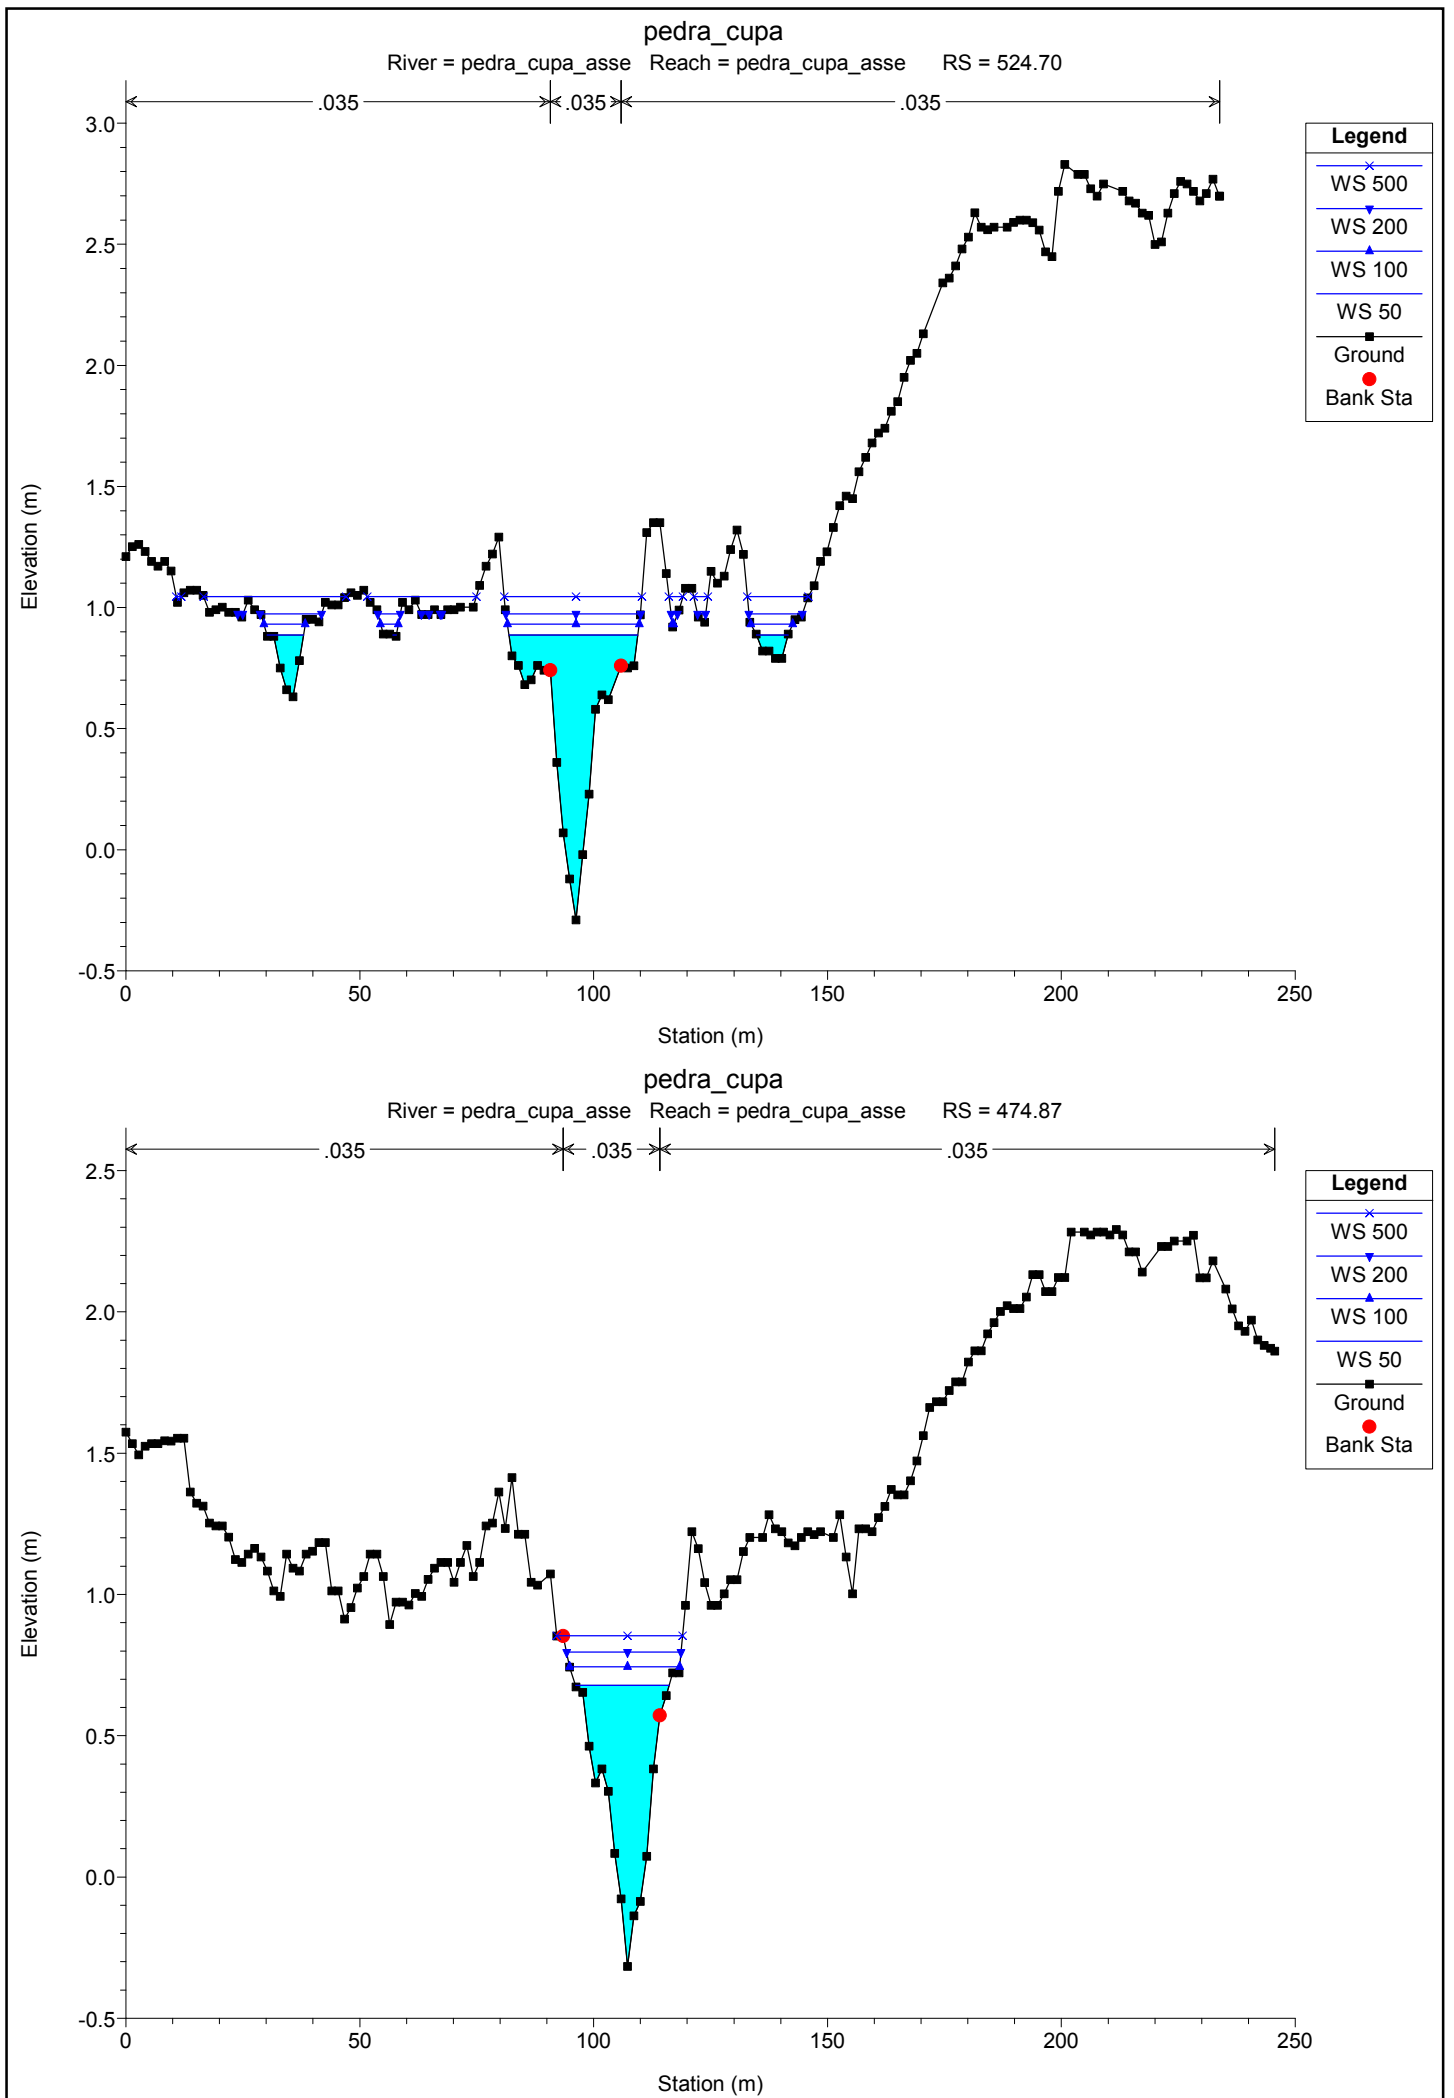 pedra_cupa
River = pedra_cupa_asse Reach = pedra_cupa_asse RS = 524.70
.035 .035 .035
3.0
2.5
2.0
1.5
1.0
0.5
0.0
-0.5
Elevation (m)
0 50 100 150 200 250
Station (m)
Legend
WS 500
WS 200
WS 100
WS 50
Ground
Bank Sta
pedra_cupa
River = pedra_cupa_asse Reach = pedra_cupa_asse RS = 474.87
.035 .035 .035
2.5
2.0
1.5
1.0
0.5
0.0
-0.5
Elevation (m)
0 50 100 150 200 250
Station (m)
Legend
WS 500
WS 200
WS 100
WS 50
Ground
Bank Sta